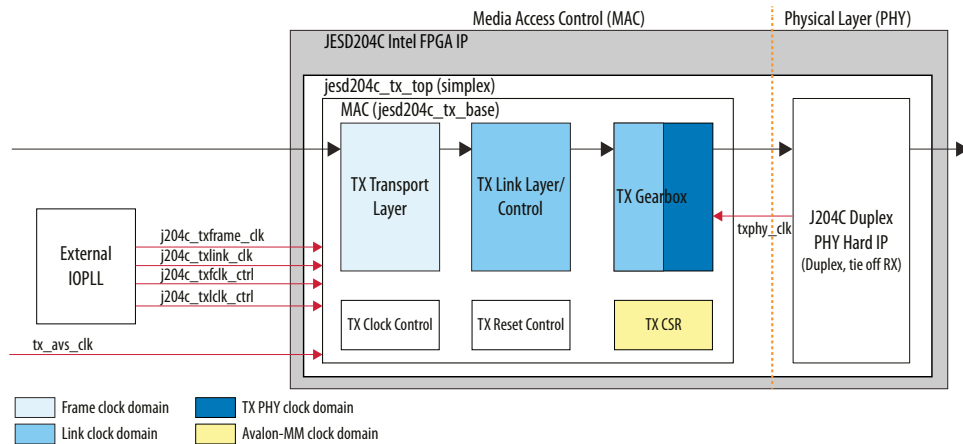 Media Access Control (MAC)
Physical Layer (PHY)
JESD204C Intel FPGA IP
jesd204c_tx_top (simplex)
MAC (jesd204c_tx_base)
TX Transport
Layer
TX Link Layer/
Control
TX Gearbox
txphy_clk
J204C Duplex
PHY Hard IP
(Duplex, tie off RX)
External
IOPLL
j204c_txframe_clk
j204c_txlink_clk
j204c_txfclk_ctrl
j204c_txlclk_ctrl
tx_avs_clk
TX Clock Control
TX Reset Control
TX CSR
Frame clock domain
TX PHY clock domain
Link clock domain
Avalon-MM clock domain